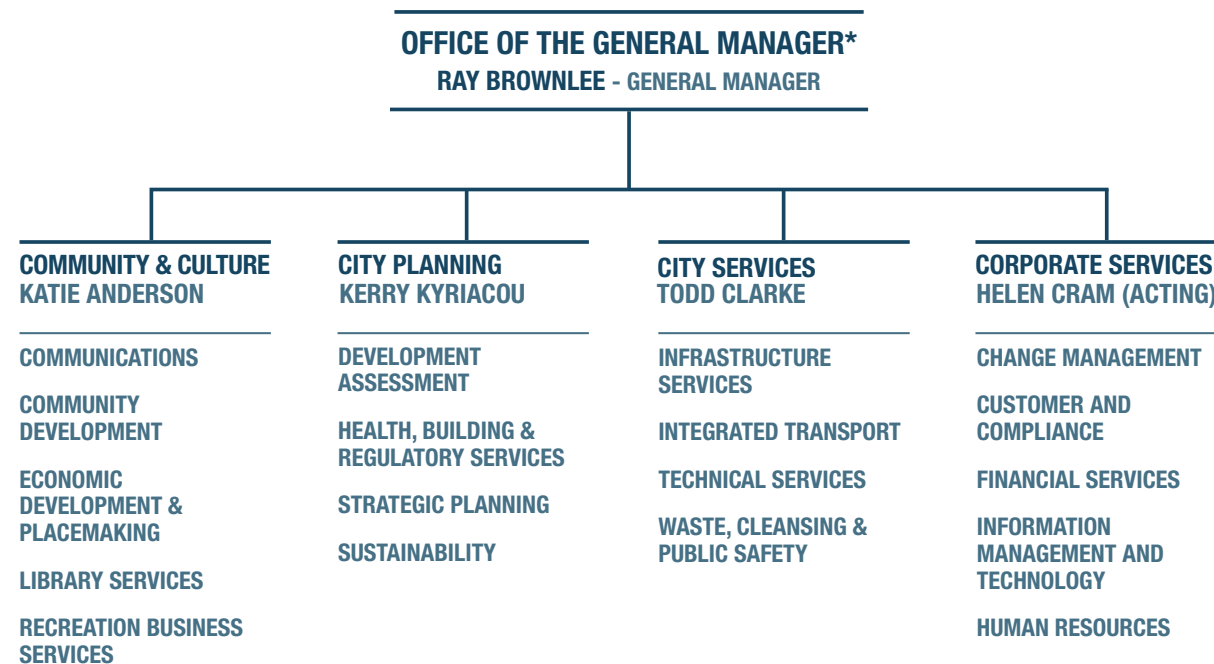 OFFICE OF THE GENERAL MANAGER*
RAY BROWNLEE - GENERAL MANAGER
COMMUNITY & CULTURE
KATIE ANDERSON
COMMUNICATIONS
COMMUNITY
DEVELOPMENT
ECONOMIC
DEVELOPMENT &
PLACEMAKING
LIBRARY SERVICES
RECREATION BUSINESS
SERVICES
CITY PLANNING
KERRY KYRIACOU
DEVELOPMENT
ASSESSMENT
HEALTH, BUILDING &
REGULATORY SERVICES
STRATEGIC PLANNING
SUSTAINABILITY
CITY SERVICES
TODD CLARKE
INFRASTRUCTURE
SERVICES
INTEGRATED TRANSPORT
TECHNICAL SERVICES
WASTE, CLEANSING &
PUBLIC SAFETY
CORPORATE SERVICES
HELEN CRAM (ACTING)
CHANGE MANAGEMENT
CUSTOMER AND
COMPLIANCE
FINANCIAL SERVICES
INFORMATION
MANAGEMENT AND
TECHNOLOGY
HUMAN RESOURCES